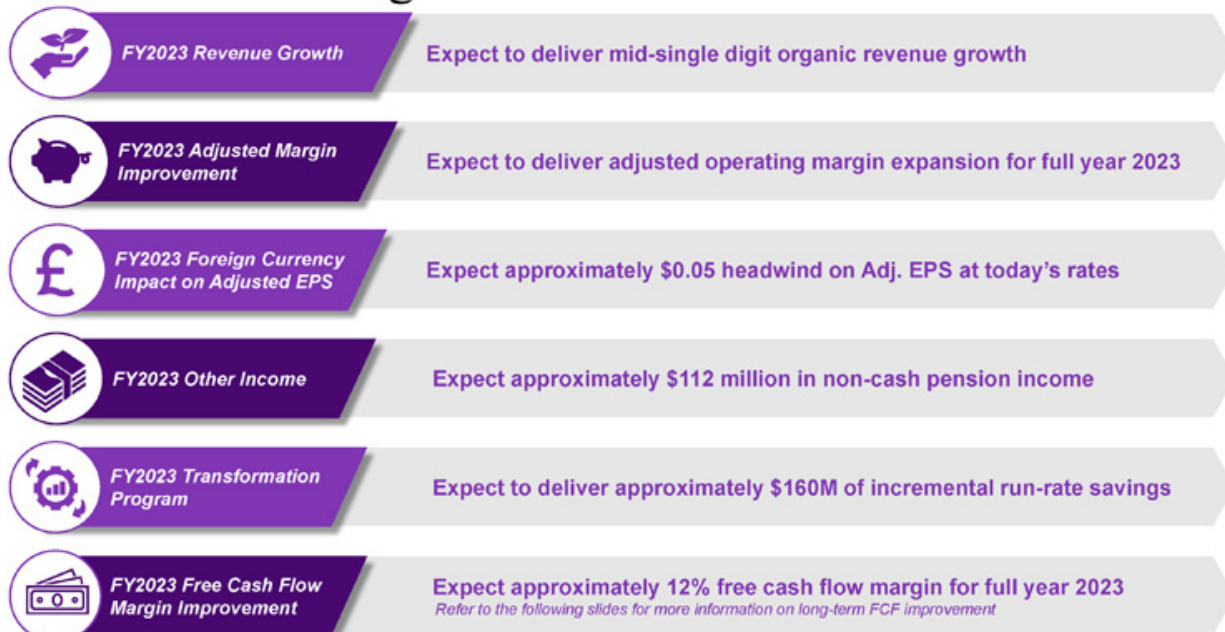 FY2023 Revenue Growth
Expect to deliver mid-single digit organic revenue growth
FY2023 Adjusted Margin
Improvement
Expect to deliver adjusted operating margin expansion for full year 2023
£
FY2023 Foreign Currency
Impact on Adjusted EPS
Expect approximately $0.05 headwind on Adj. EPS at today's rates
FY2023 Other Income
Expect approximately $112 million in non-cash pension income
FY2023 Transformation
Program
Expect to deliver approximately $160M of incremental run-rate savings
FY2023 Free Cash Flow
Margin Improvement
Expect approximately 12% free cash flow margin for full year 2023
Refer to the following slides for more information on long-term FCF improvement